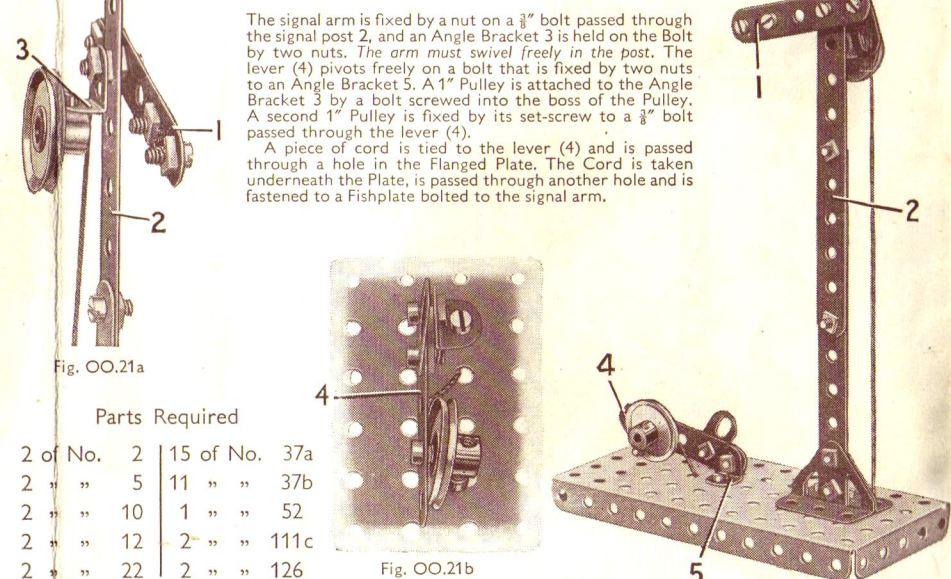 The signal arm is fixed by a nut on a ⅜″ bolt passed through
the signal post 2, and an Angle Bracket 3 is held on the Bolt
by two nuts. The arm must swivel freely in the post. The
lever (4) pivots freely on a bolt that is fixed by two nuts
to an Angle Bracket 5. A 1″ Pulley is attached to the Angle
Bracket 3 by a bolt screwed into the boss of the Pulley.
A second 1″ Pulley is fixed by its set-screw to a ⅜″ bolt
passed through the lever (4).
A piece of cord is tied to the lever (4) and is passed
through a hole in the Flanged Plate. The Cord is taken
underneath the Plate, is passed through another hole and is
fastened to a Fishplate bolted to the signal arm.
3
1
2
Fig. OO.21a
1
2
4
5
4
Fig. OO.21b
Parts Required
2 of No. 2 | 15 of No. 37a
2 " " 5 | 11 " " 37b
2 " " 10 | 1 " " 52
2 " " 12 | 2 " " 111c
2 " " 22 | 2 " " 126